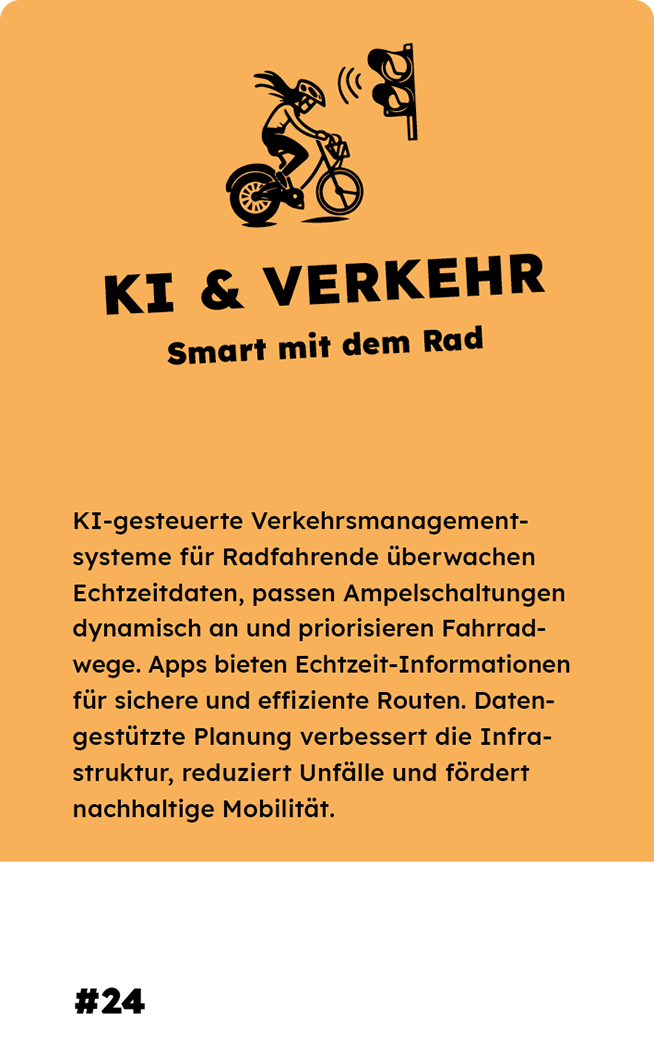 KI & VERKEHR
Smart mit dem Rad
KI-gesteuerte Verkehrsmanagement-
systeme für Radfahrende überwachen
Echtzeitdaten, passen Ampelschaltungen
dynamisch an und priorisieren Fahrrad-
wege. Apps bieten Echtzeit-Informationen
für sichere und effiziente Routen. Daten-
gestützte Planung verbessert die Infra-
struktur, reduziert Unfälle und fördert
nachhaltige Mobilität.
#24